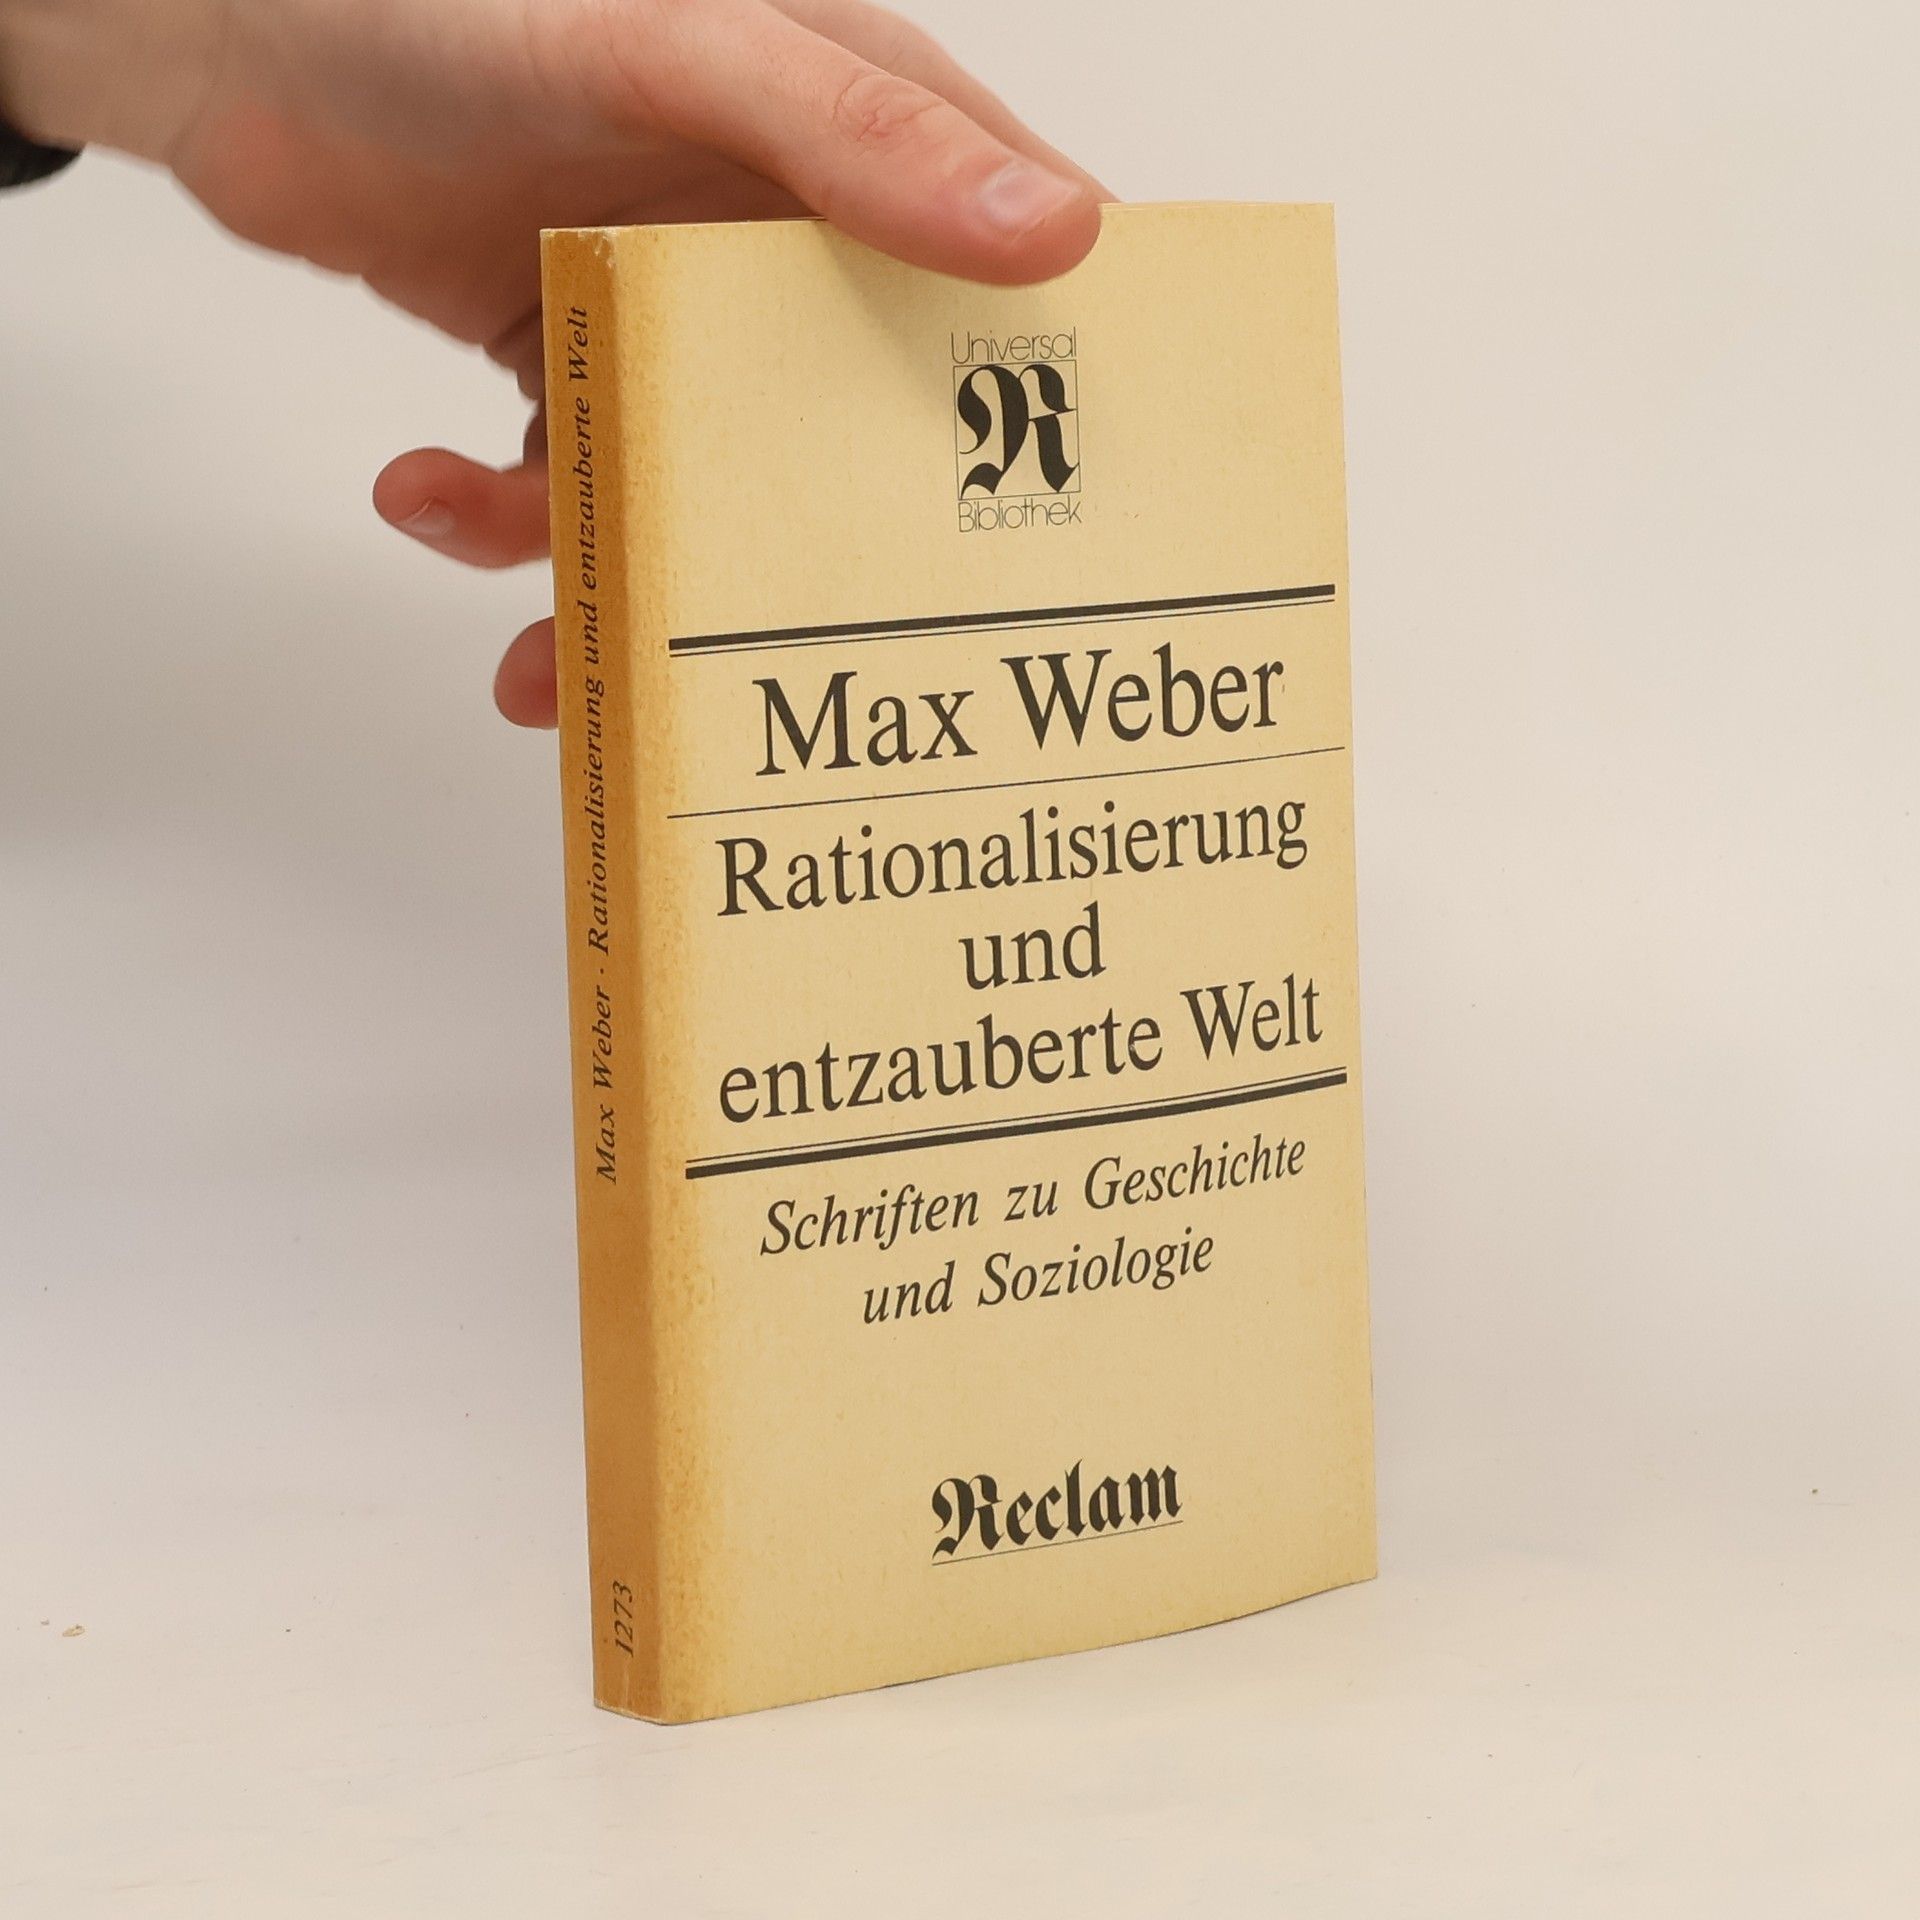 Universal
R
Bibliothek
Max Weber
Rationalisierung
und
entzauberte Welt
Schriften zu Geschichte
und Soziologie
Reclam
Max Weber · Rationalisierung und entzauberte Welt
1273